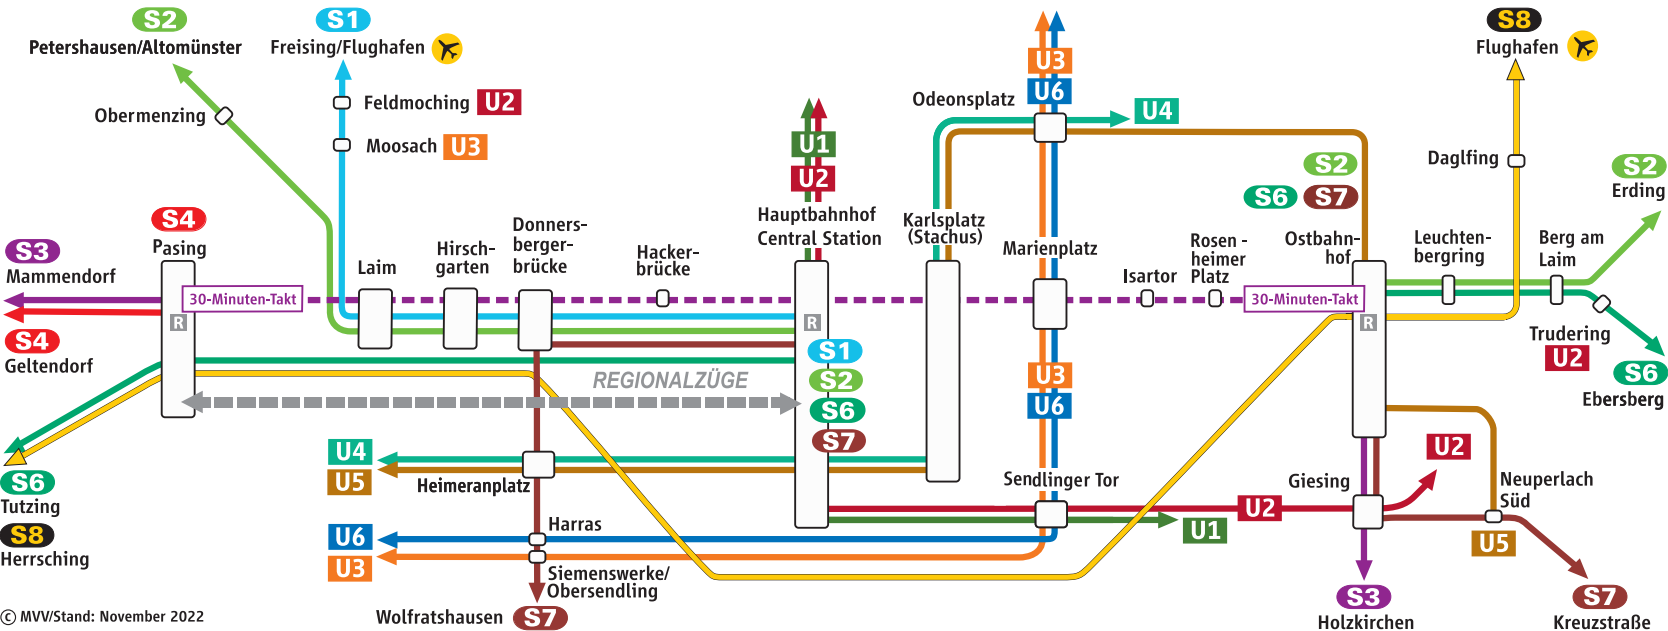 S2
Petershausen/Altomünster
S1
Freising/Flughafen
Obermenzing
Feldmoching U2
Moosach U3
S4
Pasing
S3
Mammendorf
S4
Geltendorf
30-Minuten-Takt
R
Laim
Hirsch-
garten
Donners-
berger-
brücke
Hacker-
brücke
U1
U2
Hauptbahnhof
Central Station
R
S1
S2
S6
S7
REGIONALZÜGE
Karlsplatz
(Stachus)
Odeonsplatz
U3
U6
U4
Marienplatz
U3
U6
Isartor
Rosen -
heimer
Platz
30-Minuten-Takt
S2
S6 S7
Ostbahn-
hof
R
S8
Flughafen
Daglfing
Leuchten-
bergring
Berg am
Laim
S2
Erding
Trudering
U2
S6
Ebersberg
S6
Tutzing
S8
Herrsching
U4
U5
Heimeranplatz
U6
U3
Harras
Siemenswerke/
Obersendling
Wolfratshausen S7
Sendlinger Tor
U1
U2
Giesing
U2
Neuperlach
Süd
U5
S3
Holzkirchen
S7
Kreuzstraße
© MVV/Stand: November 2022